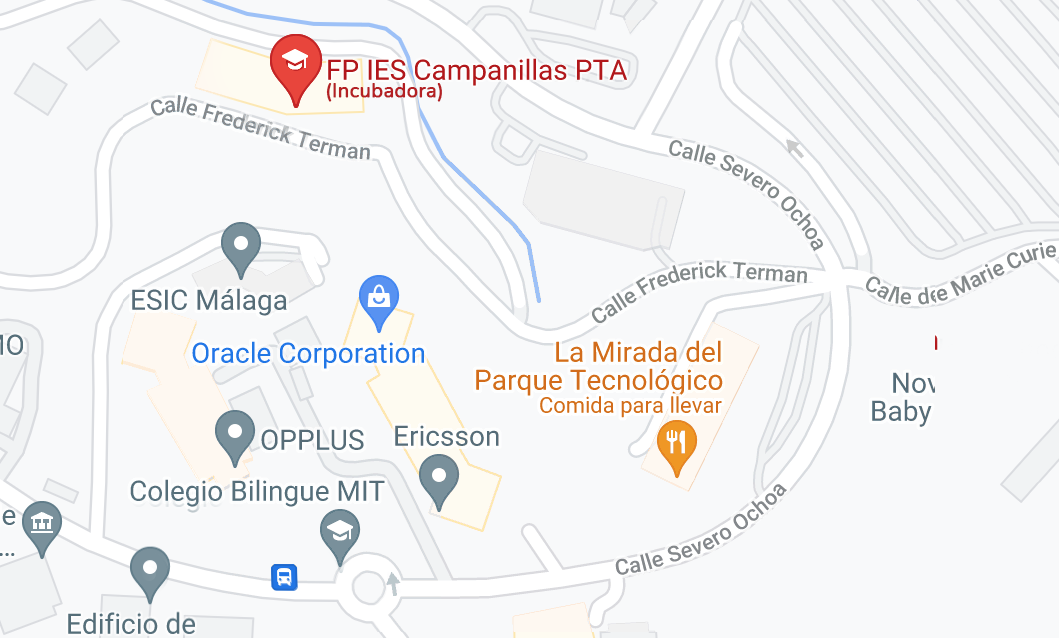 FP IES Campanillas PTA
(Incubadora)
Calle Frederick Terman
Calle Severo Ochoa
ESIC Málaga
Calle Frederick Terman
Calle de
e Marie Curie
MO
Oracle Corporation
La Mirada del
Parque Tecnológico
Comida para llevar
Nov
Baby
OPPLUS
Ericsson
Colegio Bilingue MIT
e
...
Calle Severo Ochoa
Edificio de